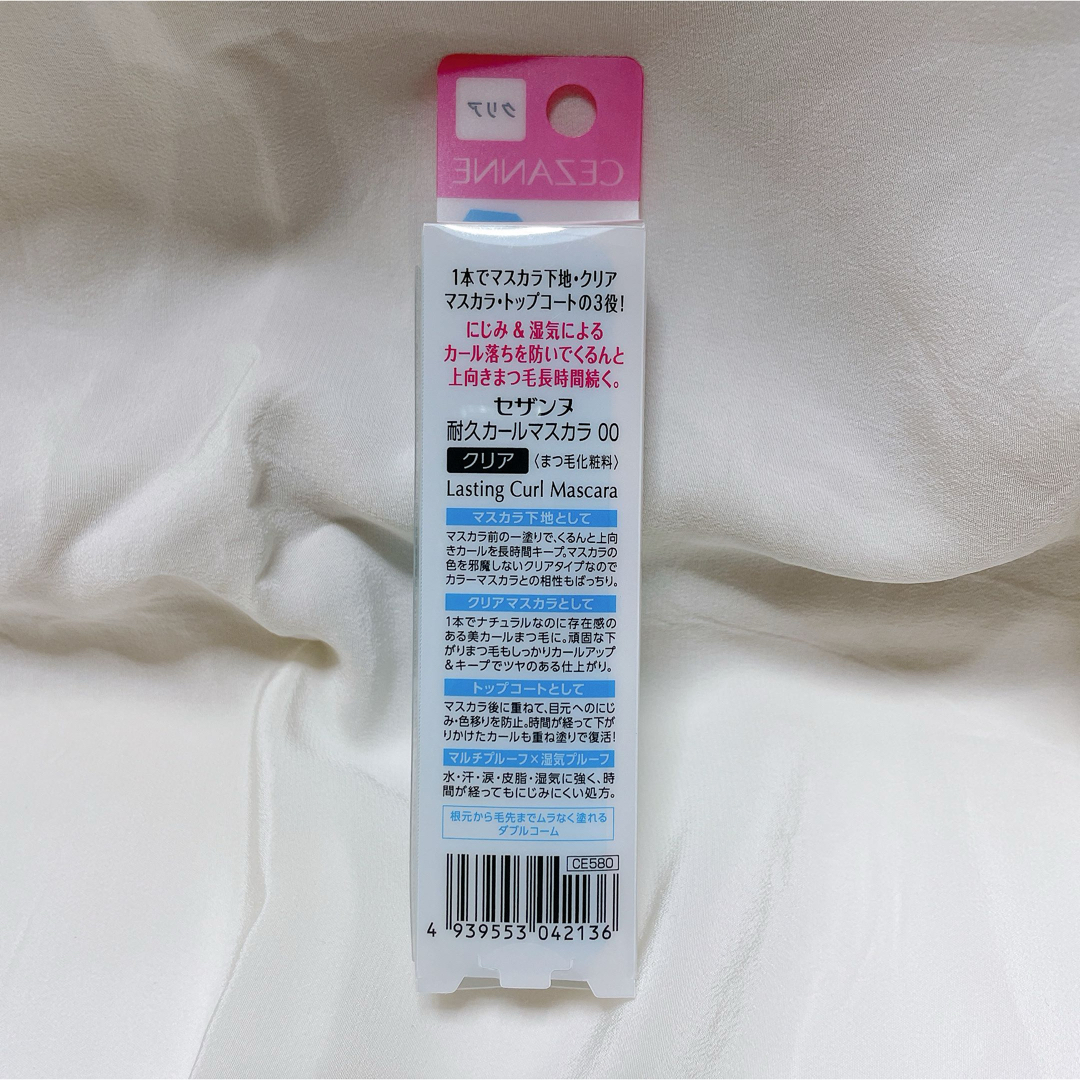 クリア
CEZANNE
1本でマスカラ下地・クリア
マスカラ・トップコートの3役!
にじみ & 湿気による
カール落ちを防いでくるんと
上向きまつ毛長時間続く。
セザンヌ
耐久カールマスカラ 00
クリア 〈まつ毛化粧料〉
Lasting Curl Mascara
マスカラ下地として
マスカラ前の一塗りで、くるんと上向
きカールを長時間キープ。マスカラの
色を邪魔しないクリアタイプなので
カラーマスカラとの相性もばっちり。
クリアマスカラとして
1本でナチュラルなのに存在感の
ある美カールまつ毛に。頑固な下
がりまつ毛もしっかりカールアップ
&キープでツヤのある仕上がり。
トップコートとして
マスカラ後に重ねて、目元へのにじ
み・色移りを防止。時間が経って下が
りかけたカールも重ね塗りで復活!
マルチプルーフ×湿気プルーフ
水・汗・涙・皮脂・湿気に強く、時
間が経ってもにじみにくい処方。
根元から毛先までムラなく塗れる
ダブルコーム
CE580
4 939553 042136